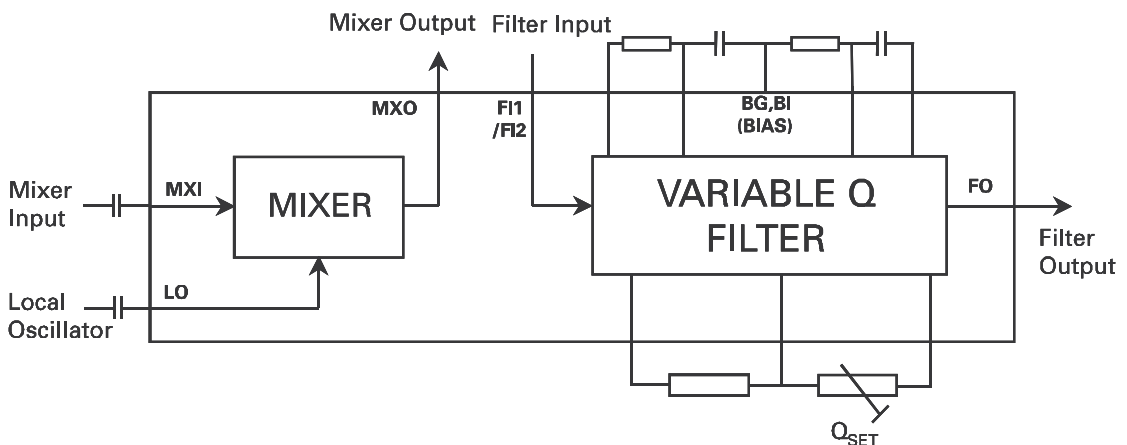 Mixer Output
Filter Input
MXO
FI1
/FI2
BG,BI
(BIAS)
Mixer
Input
MXI
MIXER
VARIABLE Q
FILTER
FO
Filter
Output
Local
Oscillator
LO
QSET